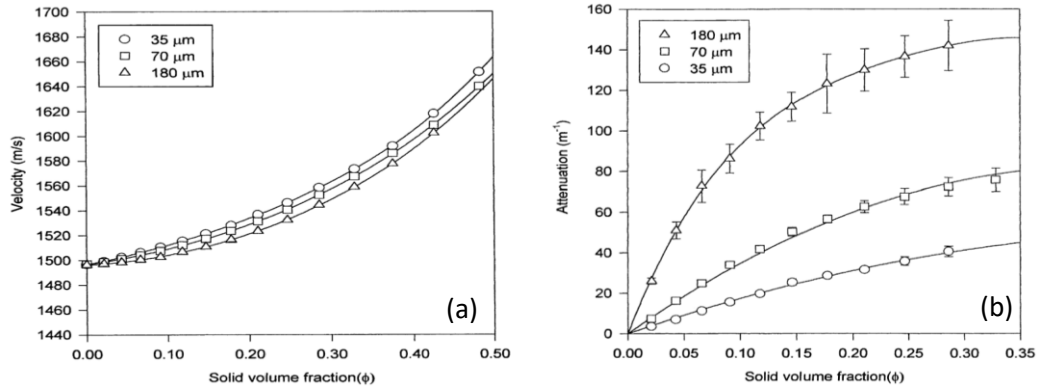 1700
1680
1660
1640
1620
1600
1580
1560
1540
1520
1500
1480
1460
1440
Velocity (m/s)
35 μm
70 μm
180 μm
(a)
0.00 0.10 0.20 0.30 0.40 0.50
Solid volume fraction(ϕ)
160
140
120
100
80
60
40
20
0
Attenuation (m⁻¹)
180 μm
70 μm
35 μm
(b)
0.00 0.05 0.10 0.15 0.20 0.25 0.30 0.35
Solid volume fraction(ϕ)